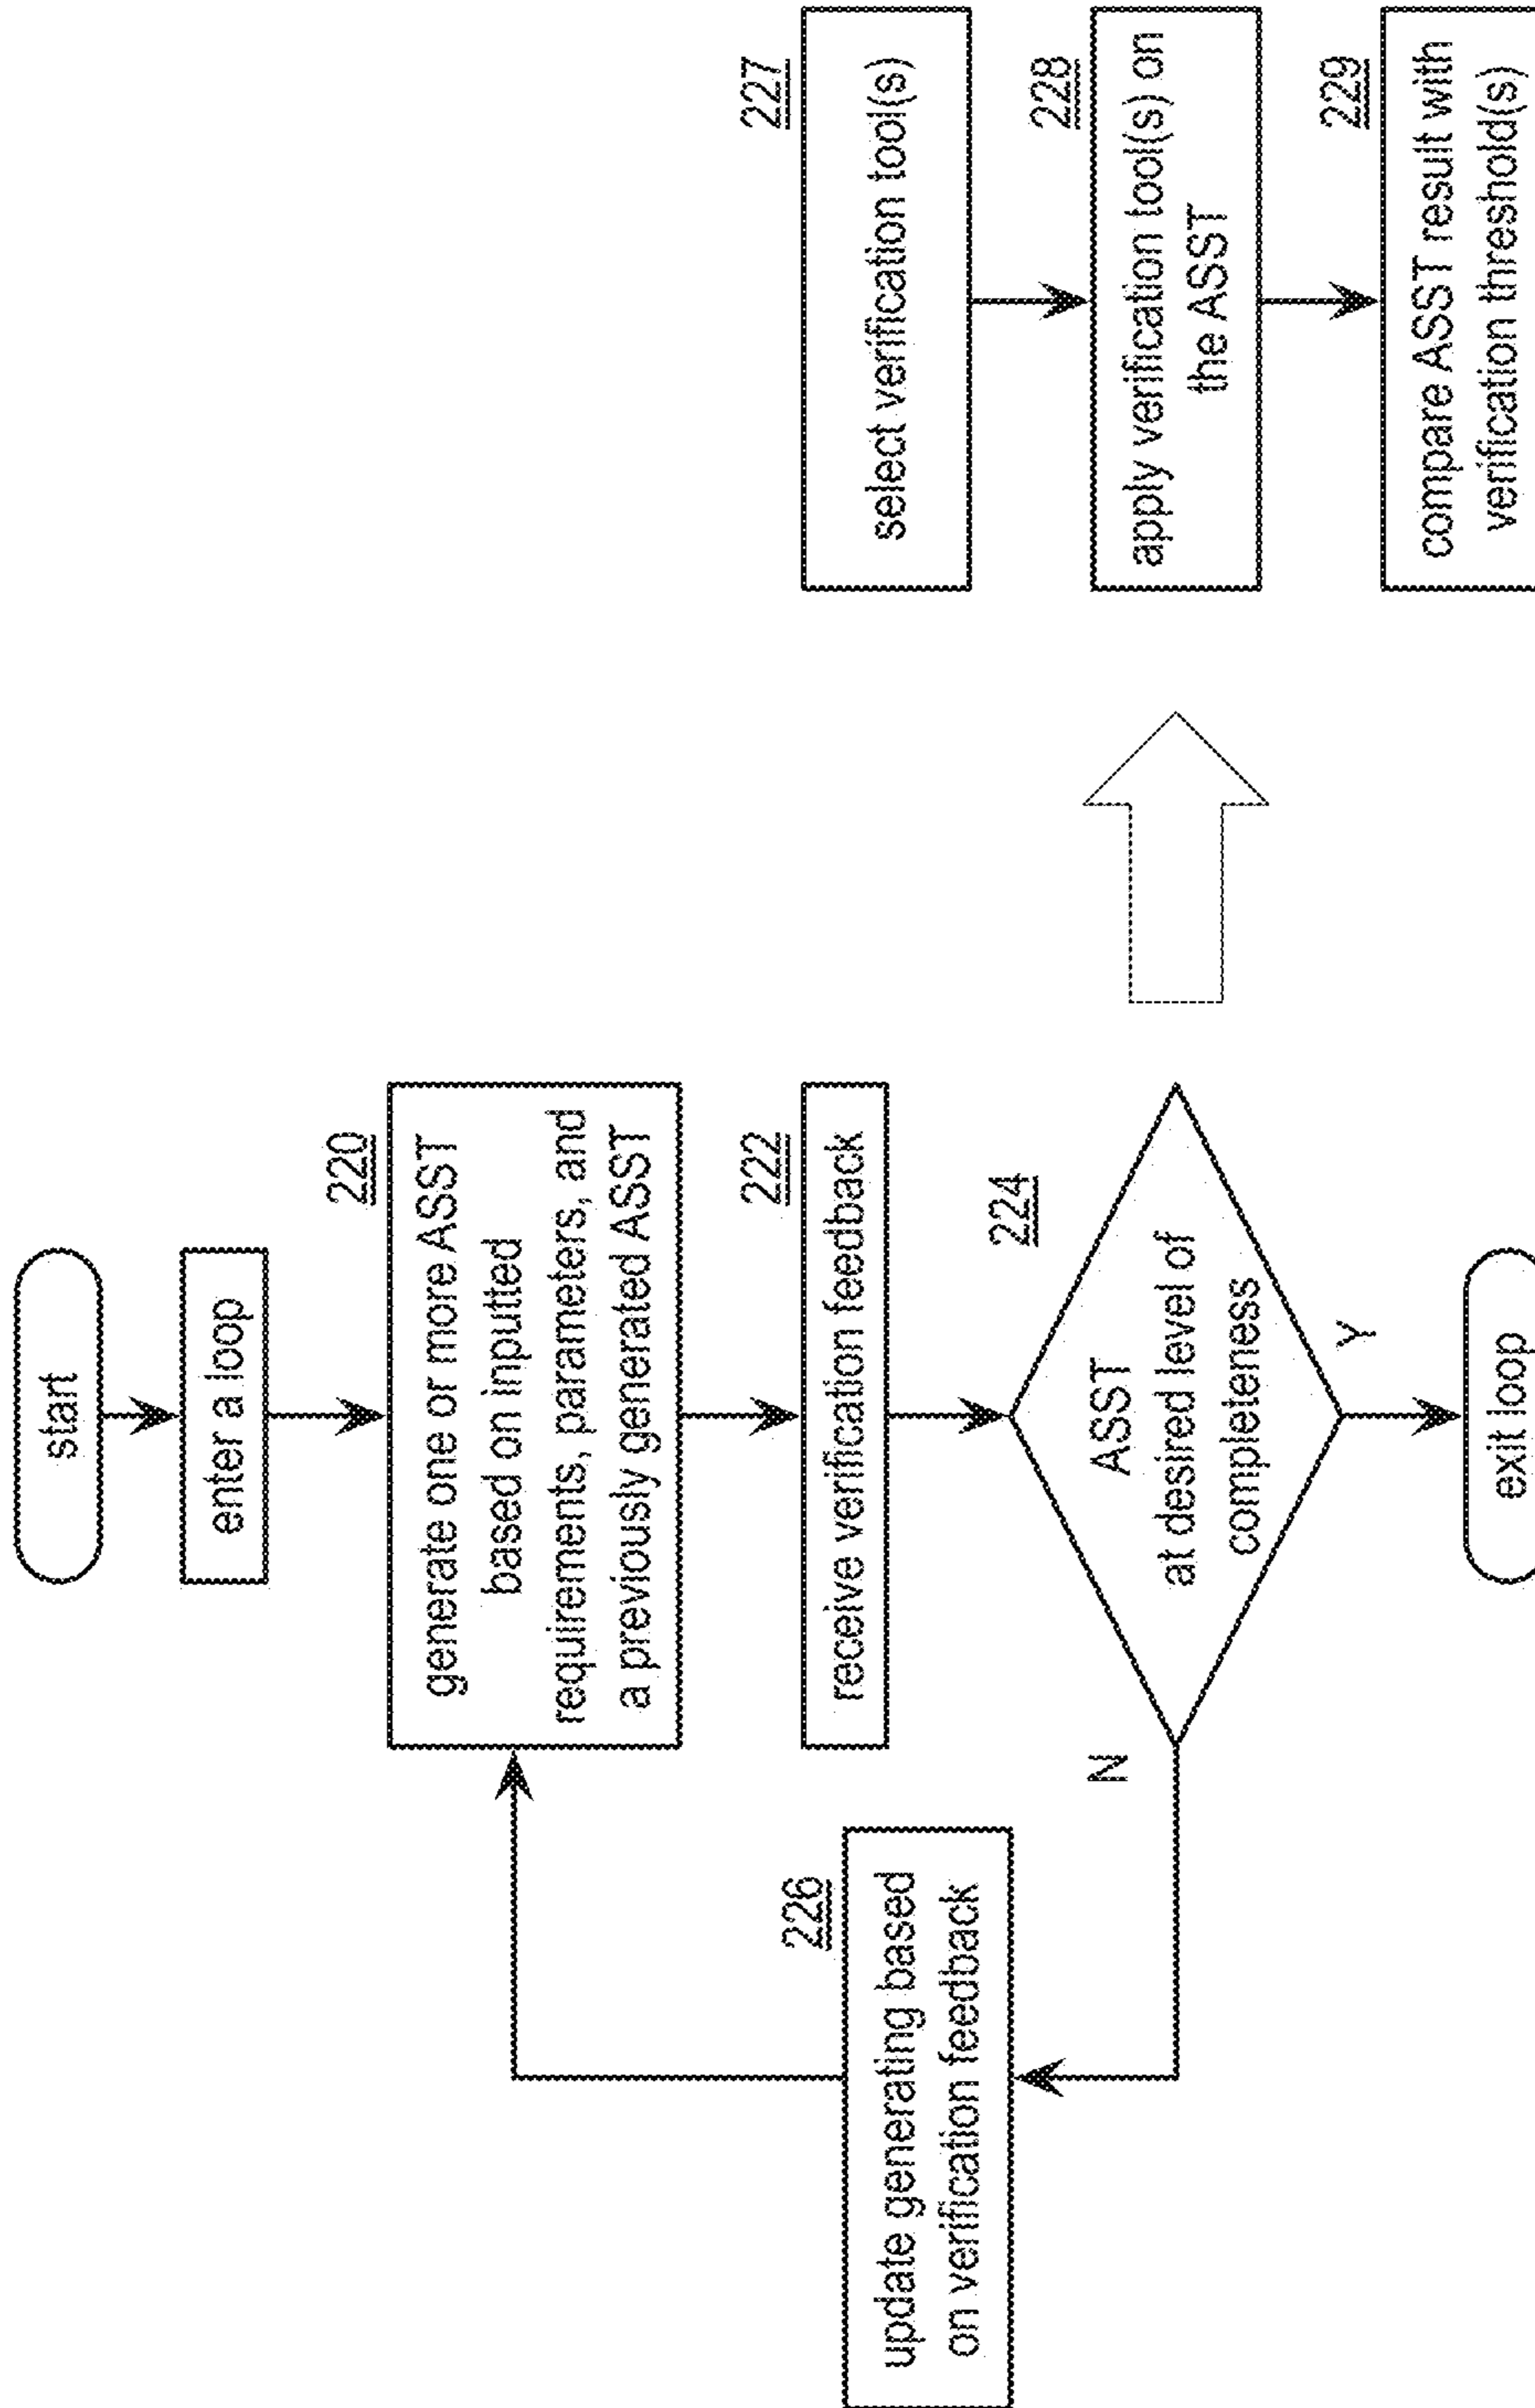 start
enter a loop
220
generate one or more ASST
based on inputted
requirements, parameters, and
a previously generated ASST
222
receive verification feedback
224
ASST
at desired level of
completeness
N
Y
226
update generating based
on verification feedback
exit loop
227
select verification tool(s)
228
apply verification tool(s) on
the ASST
229
compare ASST result with
verification threshold(s)